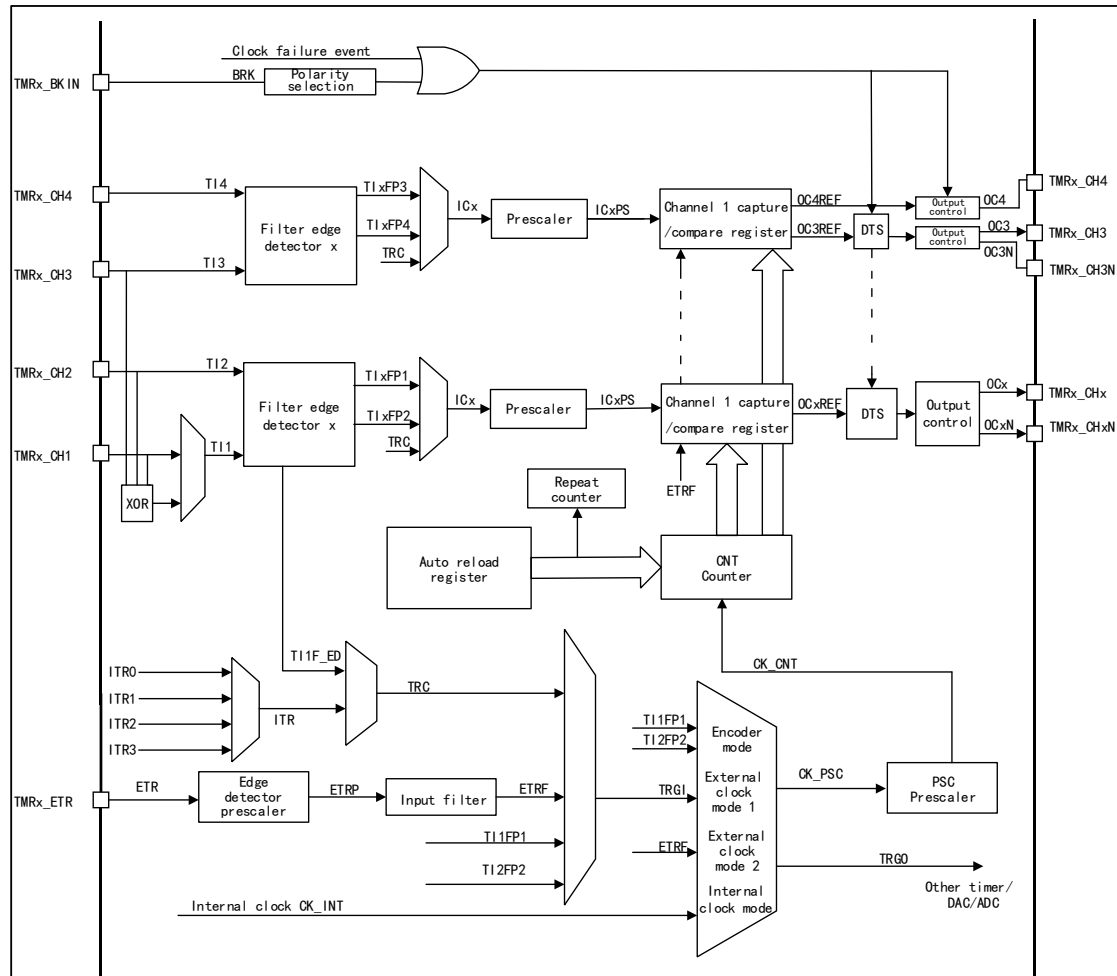 Clock failure event
BRK
Polarity
selection
TMRx_BKIN
TMRx_CH4
TI4
TIxFP3
TIxFP4
TRC
ICx
Prescaler
ICxPS
Filter edge
detector x
Channel 1 capture
/compare register
OC4REF
OC3REF
DTS
Output
control
OC4
TMRx_CH4
Output
control
OC3
OC3N
TMRx_CH3
TMRx_CH3N
TMRx_CH3
TI3
TMRx_CH2
TI2
TIxFP1
TIxFP2
TRC
ICx
Prescaler
ICxPS
Filter edge
detector x
Channel 1 capture
/compare register
OCxREF
DTS
Output
control
OCx
OCxN
TMRx_CHx
TMRx_CHxN
TMRx_CH1
TI1
XOR
ETRF
Repeat
counter
Auto reload
register
CNT
Counter
TI1F_ED
CK_CNT
ITR0
ITR1
ITR2
ITR3
ITR
TRC
TI1FP1
TI2FP2
Encoder
mode
External
clock
mode 1
External
clock
mode 2
Internal
clock mode
TMRx_ETR
ETR
Edge
detector
prescaler
ETRP
Input filter
ETRF
TRGI
CK_PSC
PSC
Prescaler
TI1FP1
TI2FP2
ETRF
TRGO
Other timer/
DAC/ADC
Internal clock CK_INT